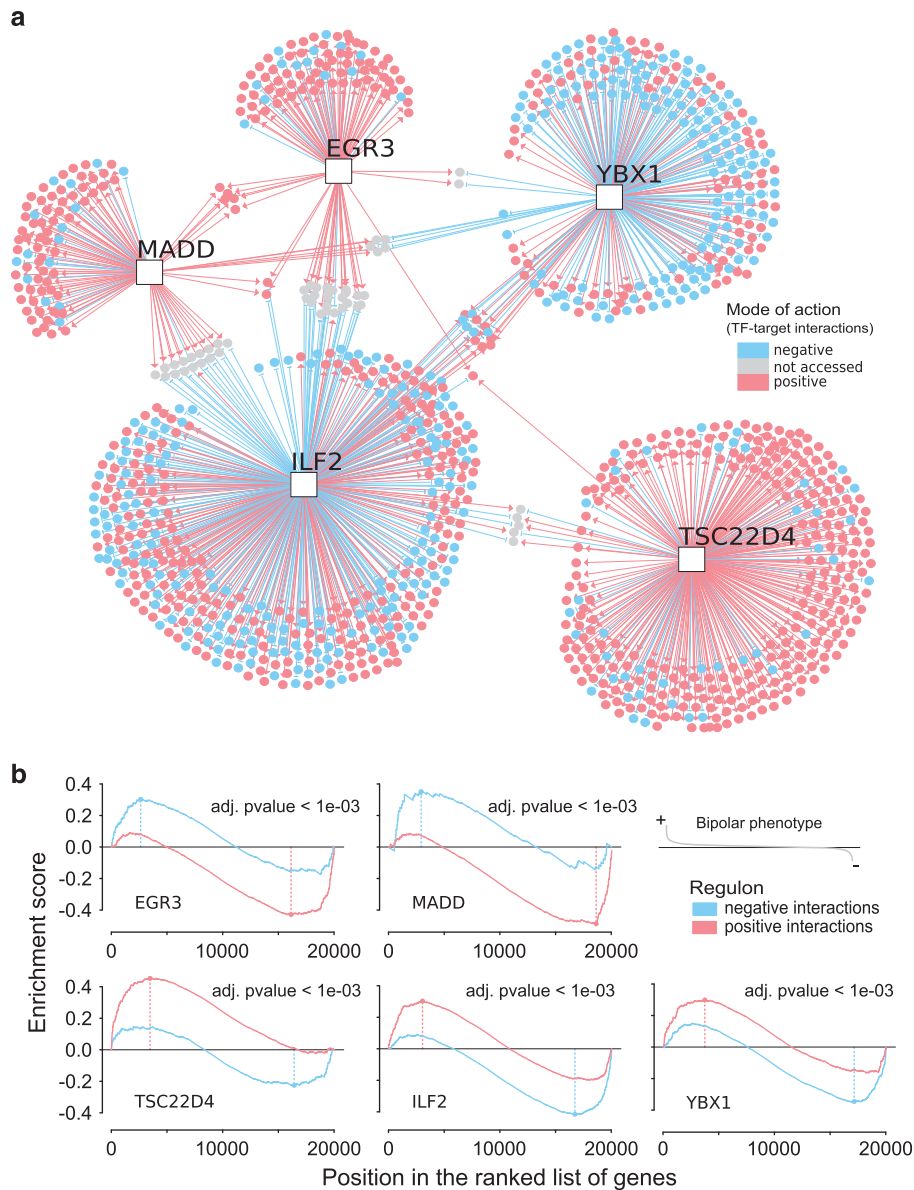 a
EGR3
YBX1
MADD
Mode of action
(TF-target interactions)
negative
not accessed
positive
ILF2
TSC22D4
b
Enrichment score
0.4
0.2
0.0
-0.2
-0.4
adj. pvalue < 1e-03
EGR3
0 10000 20000
adj. pvalue < 1e-03
MADD
0 10000 20000
+ Bipolar phenotype -
Regulon
negative interactions
positive interactions
0.4
0.2
0.0
-0.2
-0.4
adj. pvalue < 1e-03
TSC22D4
0 10000 20000
adj. pvalue < 1e-03
ILF2
0 10000 20000
adj. pvalue < 1e-03
YBX1
0 10000 20000
Position in the ranked list of genes